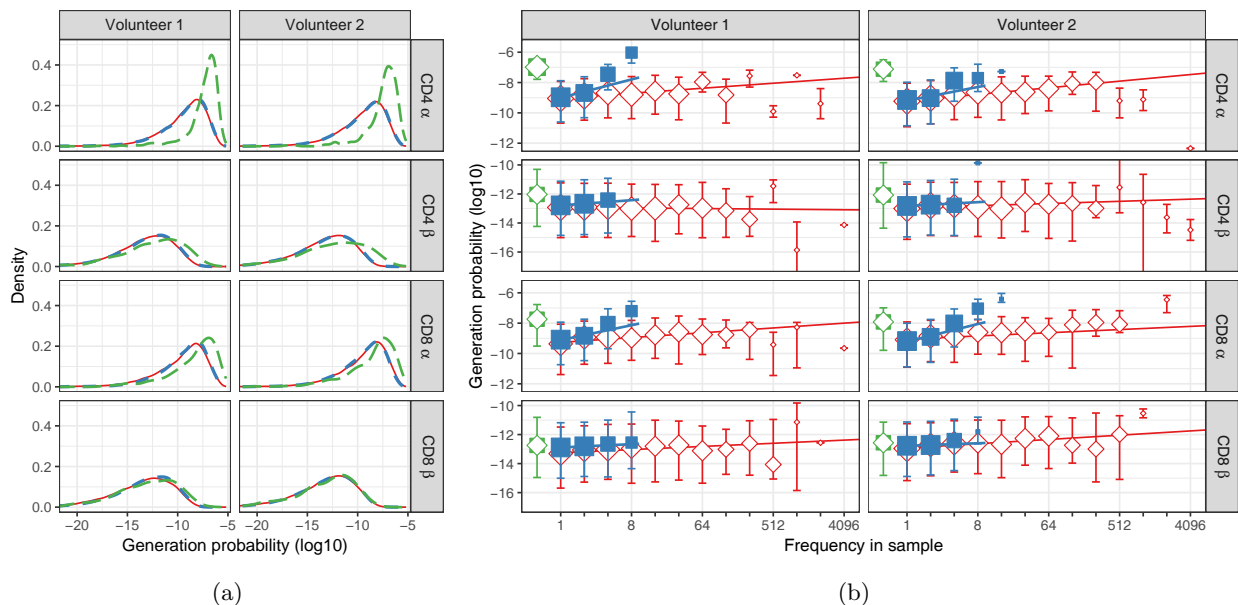 Volunteer 1
Volunteer 2
0.4
0.2
0.0
CD4 α
0.4
0.2
0.0
CD4 β
0.4
0.2
0.0
CD8 α
0.4
0.2
0.0
CD8 β
−20
−15
−10
−5
−20
−15
−10
−5
Density
Generation probability (log10)
(a)
Volunteer 1
Volunteer 2
−6
−8
−10
−12
CD4 α
−10
−12
−14
−16
CD4 β
−6
−8
−10
−12
CD8 α
−10
−12
−14
−16
CD8 β
1
8
64
512
4096
1
8
64
512
4096
Generation probability (log10)
Frequency in sample
(b)